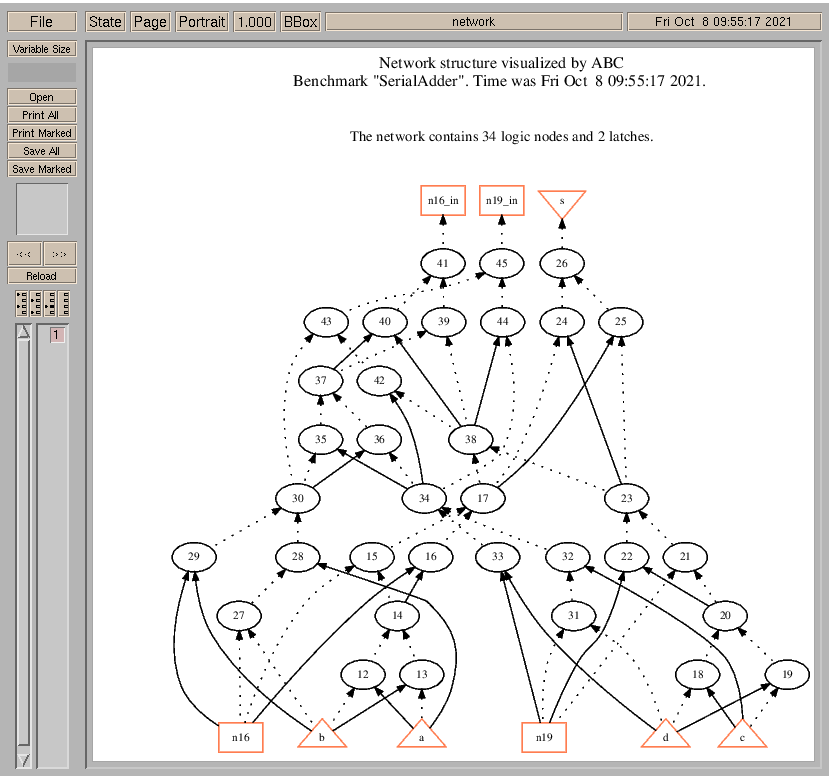 File State Page Portrait 1.000 BBox network Fri Oct 8 09:55:17 2021
Variable Size
Open
Print All
Print Marked
Save All
Save Marked
<< >>
Reload
1
Network structure visualized by ABC
Benchmark "SerialAdder". Time was Fri Oct 8 09:55:17 2021.
The network contains 34 logic nodes and 2 latches.
n16_in n19_in s
41 45 26
43 40 39 44 24 25
37 42
35 36 38
30 34 17 23
29 28 15 16 33 32 22 21
27 14 31 20
12 13 18 19
n16 b a n19 d c